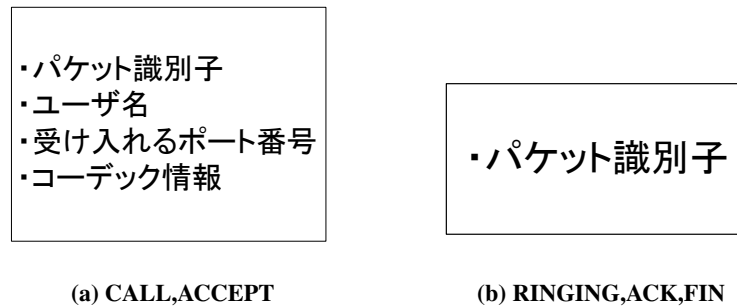 ・パケット識別子
・ユーザ名
・受け入れるポート番号
・コーデック情報
(a) CALL,ACCEPT
・パケット識別子
(b) RINGING,ACK,FIN